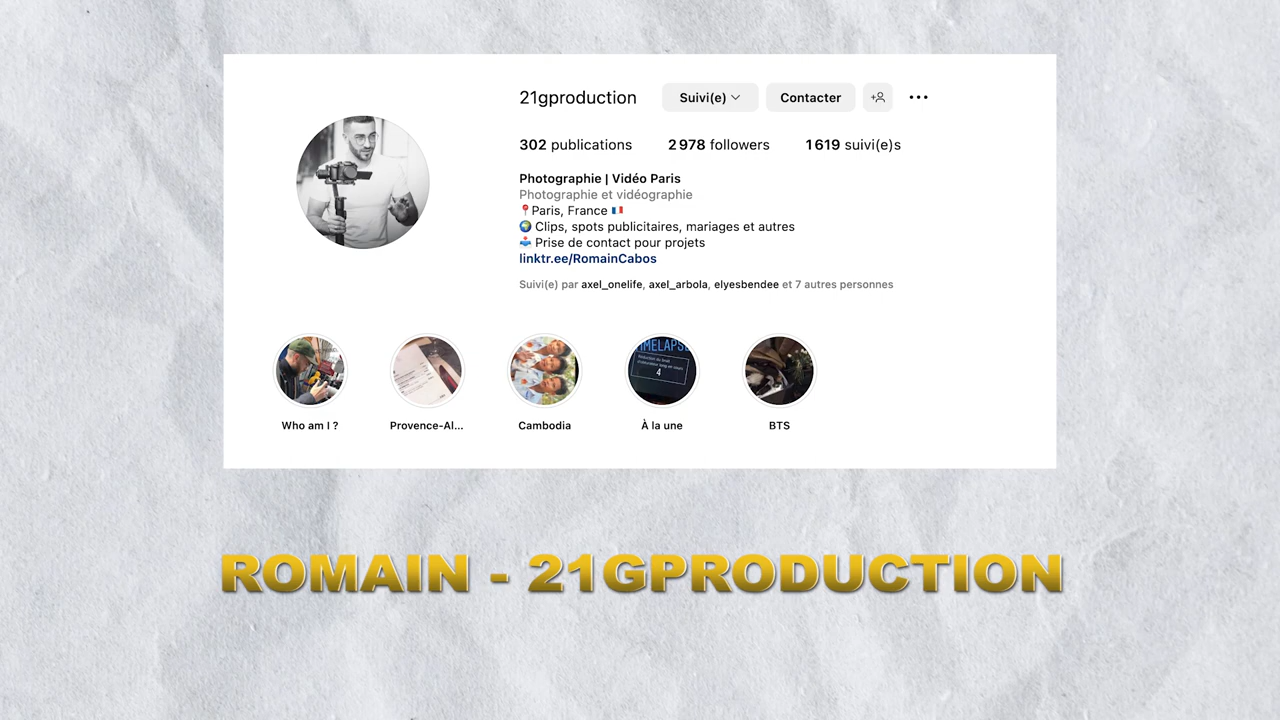 21gproduction Suivi(e) Contacter
302 publications 2 978 followers 1 619 suivi(e)s
Photographie | Vidéo Paris
Photographie et vidéographie
📍Paris, France 🇫🇷
🌍 Clips, spots publicitaires, mariages et autres
📩 Prise de contact pour projets
linktr.ee/RomainCabos
Suivi(e) par axel_onelife, axel_arbola, elyesbendee et 7 autres personnes
4
Who am I ? Provence-Al... Cambodia À la une BTS
ROMAIN - 21GPRODUCTION